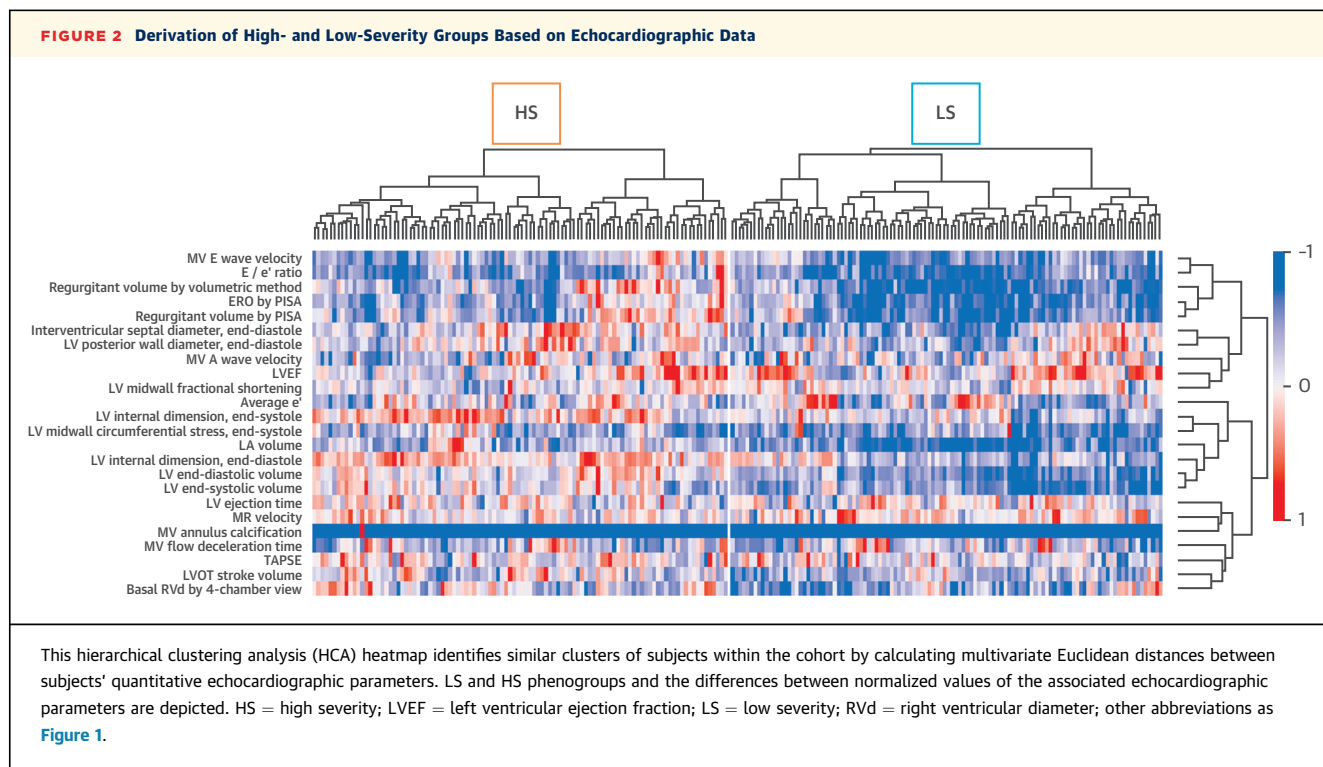 FIGURE 2 Derivation of High- and Low-Severity Groups Based on Echocardiographic Data
HS
LS
MV E wave velocity
E / e' ratio
Regurgitant volume by volumetric method
ERO by PISA
Regurgitant volume by PISA
Interventricular septal diameter, end-diastole
LV posterior wall diameter, end-diastole
MV A wave velocity
LVEF
LV midwall fractional shortening
Average e'
LV internal dimension, end-systole
LV midwall circumferential stress, end-systole
LA volume
LV internal dimension, end-diastole
LV end-diastolic volume
LV end-systolic volume
LV ejection time
MR velocity
MV annulus calcification
MV flow deceleration time
TAPSE
LVOT stroke volume
Basal RVd by 4-chamber view
-1
0
1
This hierarchical clustering analysis (HCA) heatmap identifies similar clusters of subjects within the cohort by calculating multivariate Euclidean distances between
subjects' quantitative echocardiographic parameters. LS and HS phenogroups and the differences between normalized values of the associated echocardiographic
parameters are depicted. HS = high severity; LVEF = left ventricular ejection fraction; LS = low severity; RVd = right ventricular diameter; other abbreviations as
Figure 1.